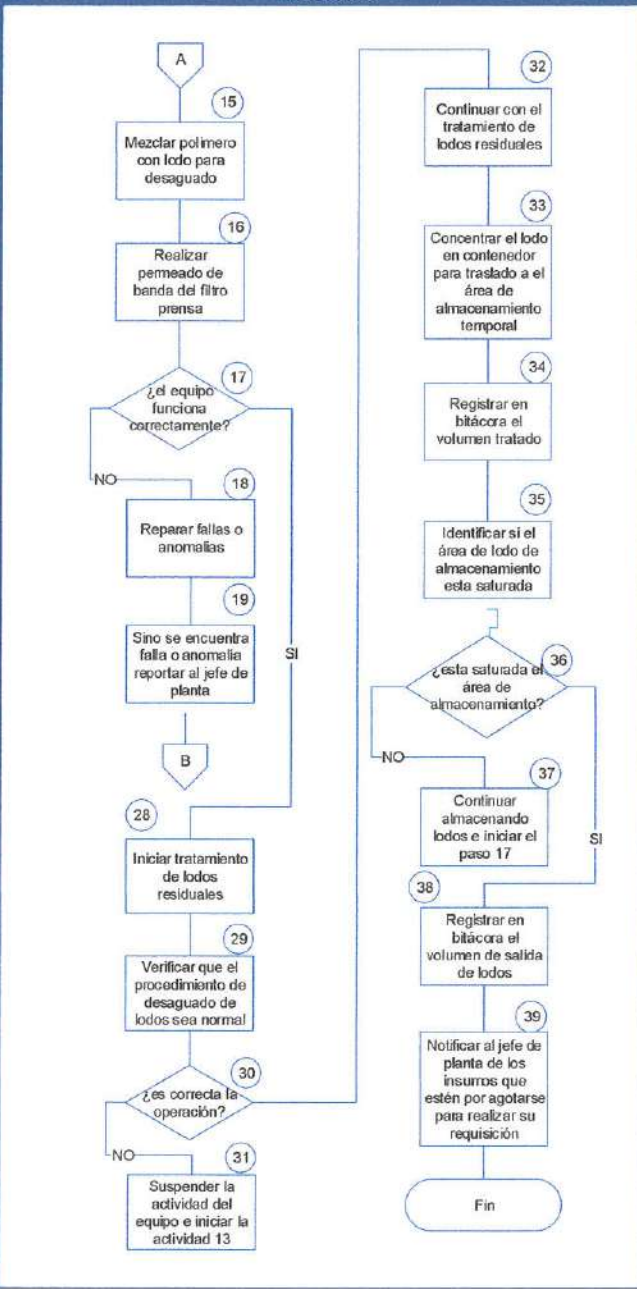 A
15
Mezclar polimero
con lodo para
desaguado
16
Realizar
permeado de
banda del filtro
prensa
17
¿el equipo
funciona
correctamente?
NO
18
Reparar fallas o
anomalias
19
Sino se encuentra
falla o anomalia
reportar al jefe de
planta
SI
B
28
Iniciar tratamiento
de lodos
residuales
29
Verificar que el
procedimiento de
desaguado de
lodos sea normal
30
¿es correcta la
operación?
NO
31
Suspender la
actividad del
equipo e iniciar la
actividad 13
32
Continuar con el
tratamiento de
lodos residuales
33
Concentrar el lodo
en contenedor
para traslado a el
área de
almacenamiento
temporal
34
Registrar en
bitácora el
volumen tratado
35
Identificar si el
área de lodo de
almacenamiento
esta saturada
36
¿esta saturada el
área de
almacenamiento?
NO
37
Continuar
almacenando
lodos e iniciar el
paso 17
SI
38
Registrar en
bitácora el
volumen de salida
de lodos
39
Notificar al jefe de
planta de los
insumos que
estén por agotarse
para realizar su
requisición
Fin